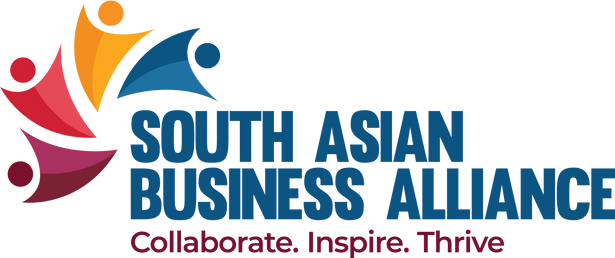 SOUTH ASIAN
BUSINESS ALLIANCE
Collaborate. Inspire. Thrive